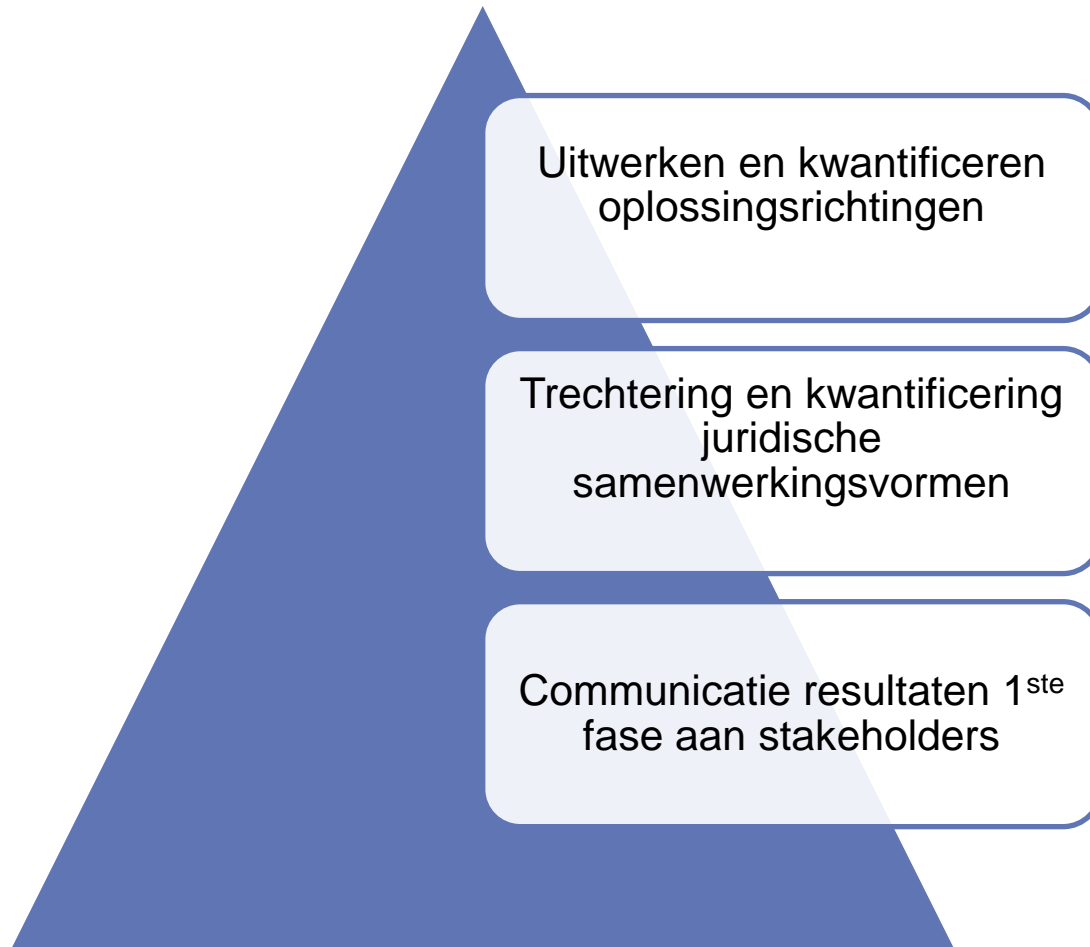 Uitwerken en kwantificeren
oplossingsrichtingen
Trechtering en kwantificering
juridische
samenwerkingsvormen
Communicatie resultaten 1ste
fase aan stakeholders